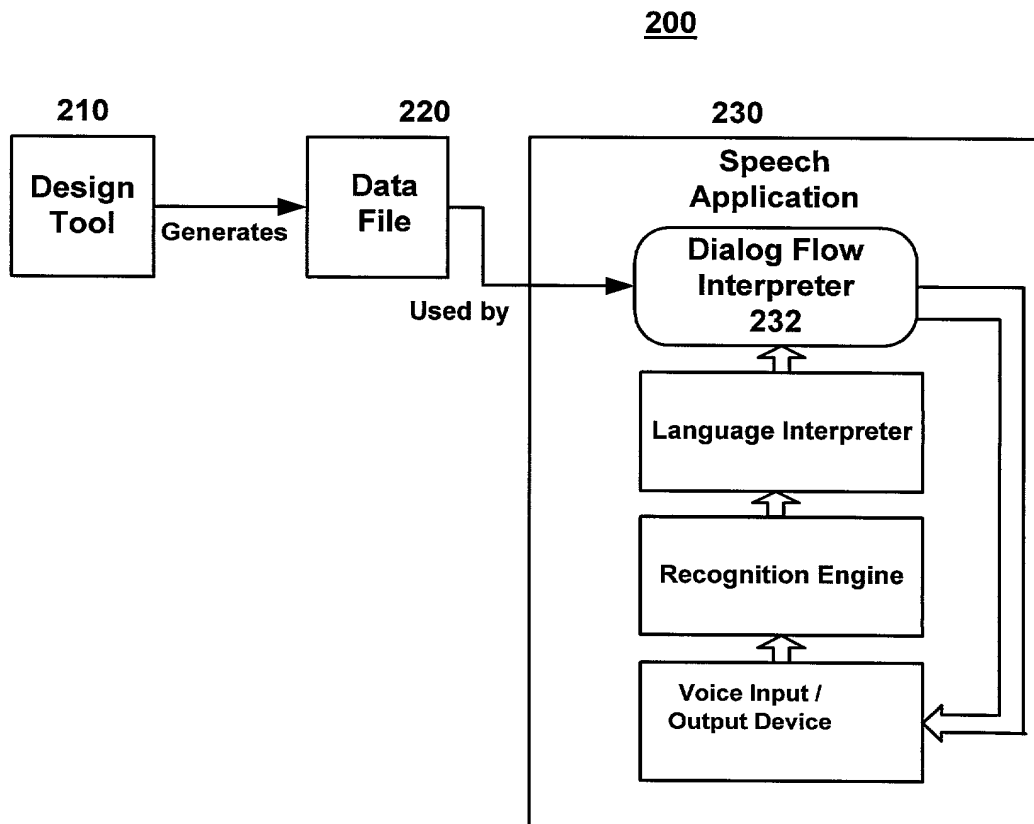 200
210
Design
Tool
Generates
220
Data
File
Used by
230
Speech
Application
Dialog Flow
Interpreter
232
Language Interpreter
Recognition Engine
Voice Input /
Output Device